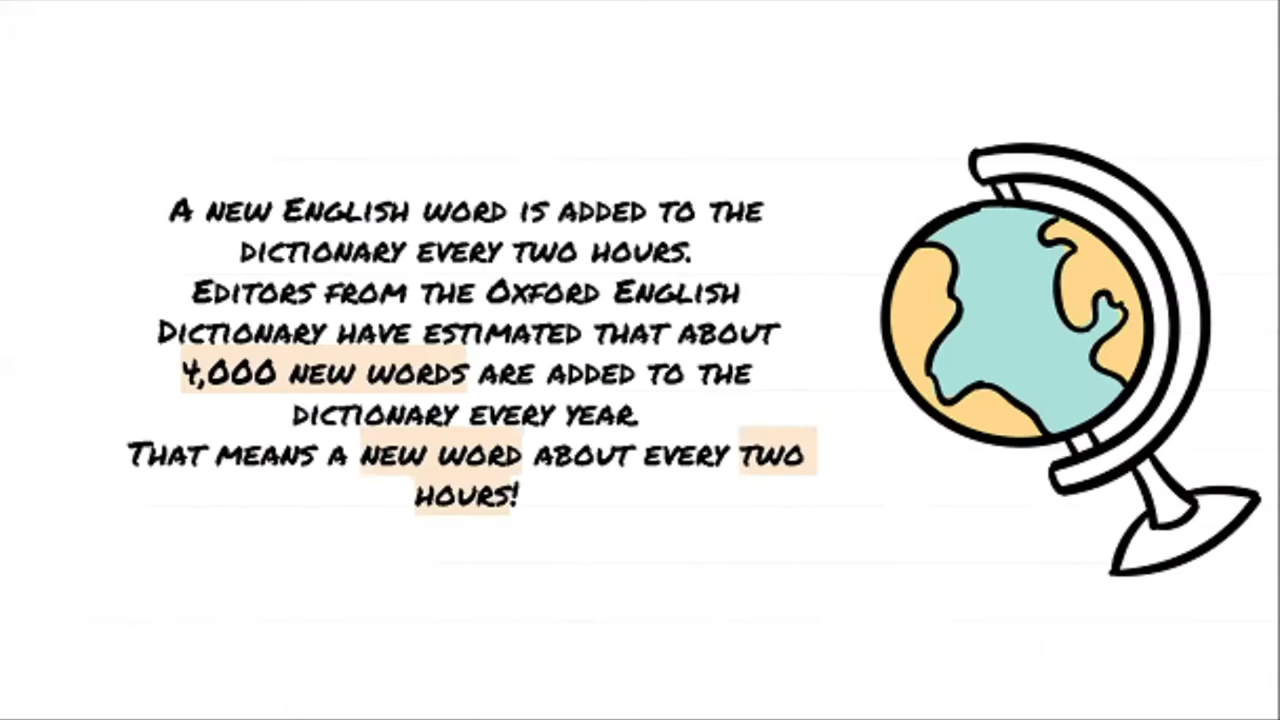 A new English word is added to the
dictionary every two hours.
Editors from the Oxford English
Dictionary have estimated that about
4,000 new words are added to the
dictionary every year.
That means a new word about every two
hours!